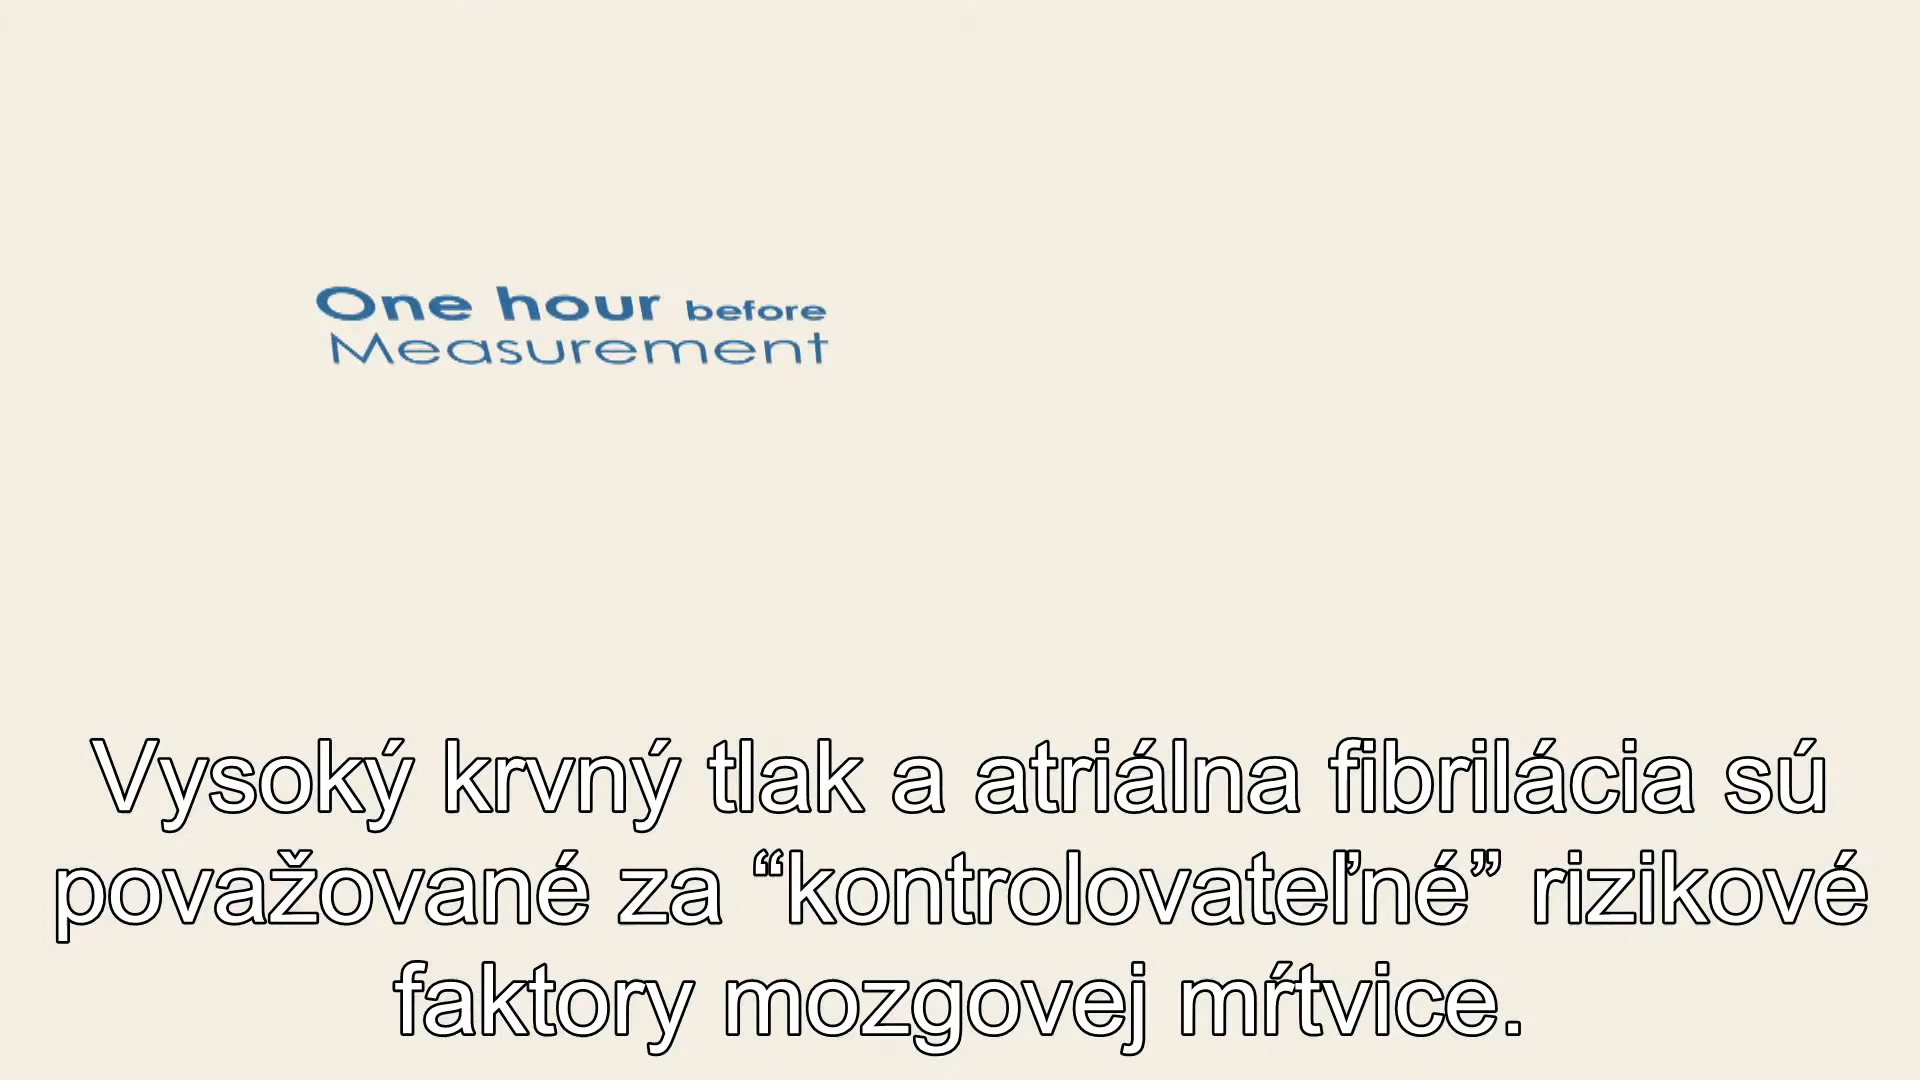 One hour before
Measurement
Vysoký krvný tlak a atriálna fibrilácia sú
považované za “kontrolovateľné” rizikové
faktory mozgovej mŕtvice.